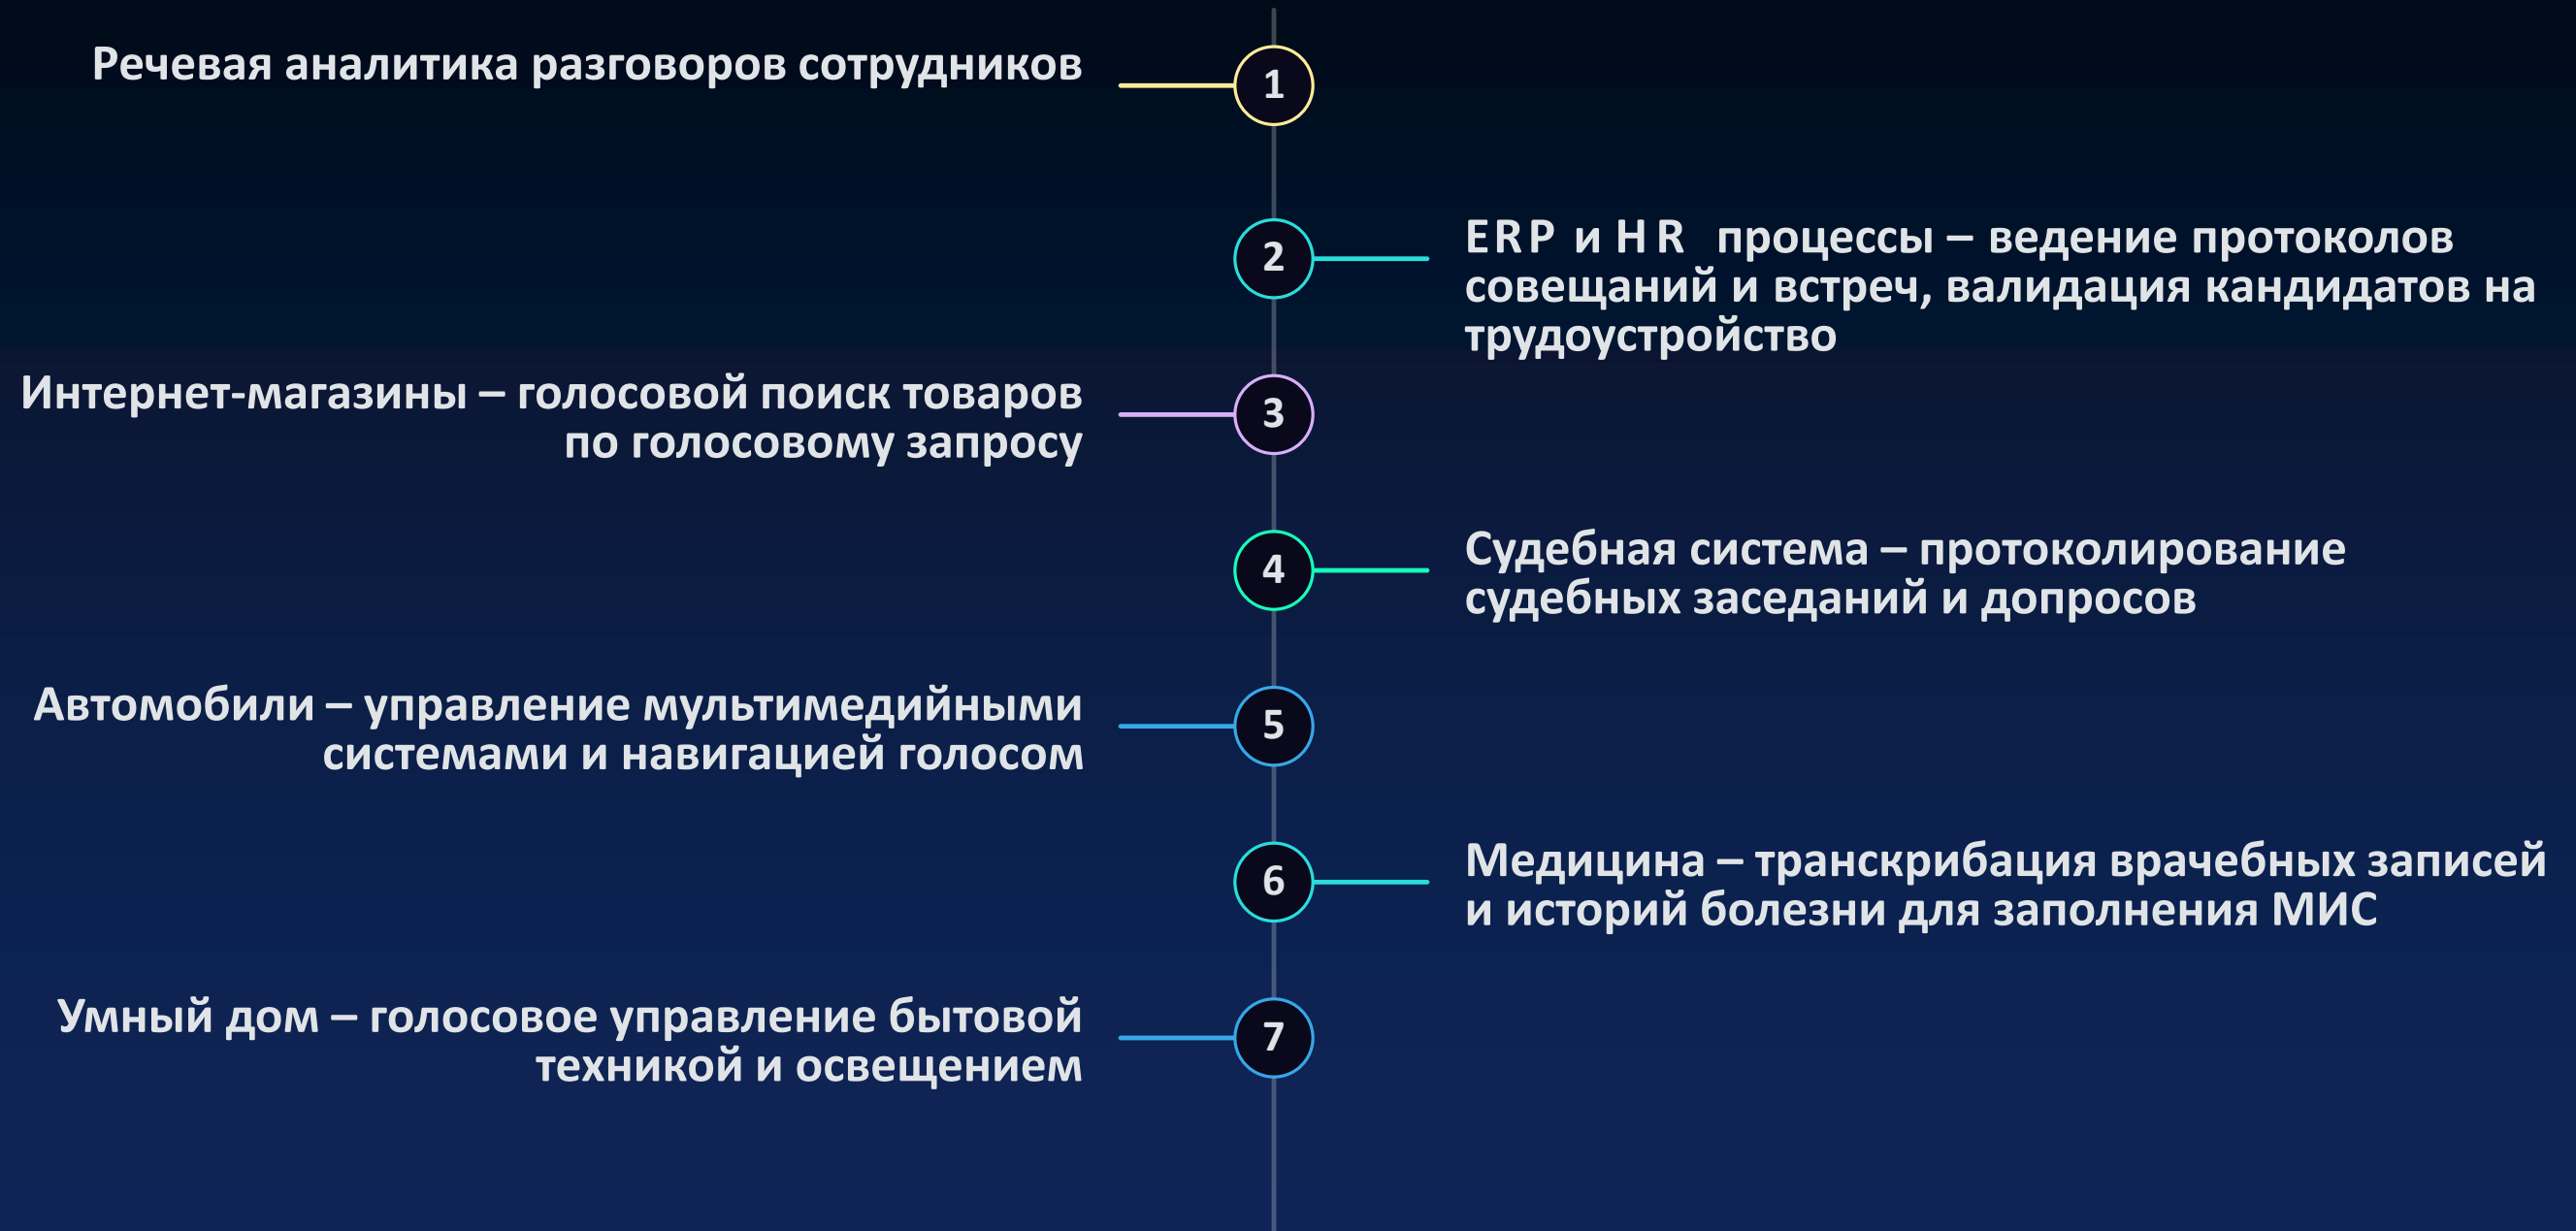 Речевая аналитика разговоров сотрудников
1
2
ERP и HR процессы – ведение протоколов
совещаний и встреч, валидация кандидатов на
трудоустройство
Интернет-магазины – голосовой поиск товаров
по голосовому запросу
3
4
Судебная система – протоколирование
судебных заседаний и допросов
Автомобили – управление мультимедийными
системами и навигацией голосом
5
6
Медицина – транскрибация врачебных записей
и историй болезни для заполнения МИС
Умный дом – голосовое управление бытовой
техникой и освещением
7